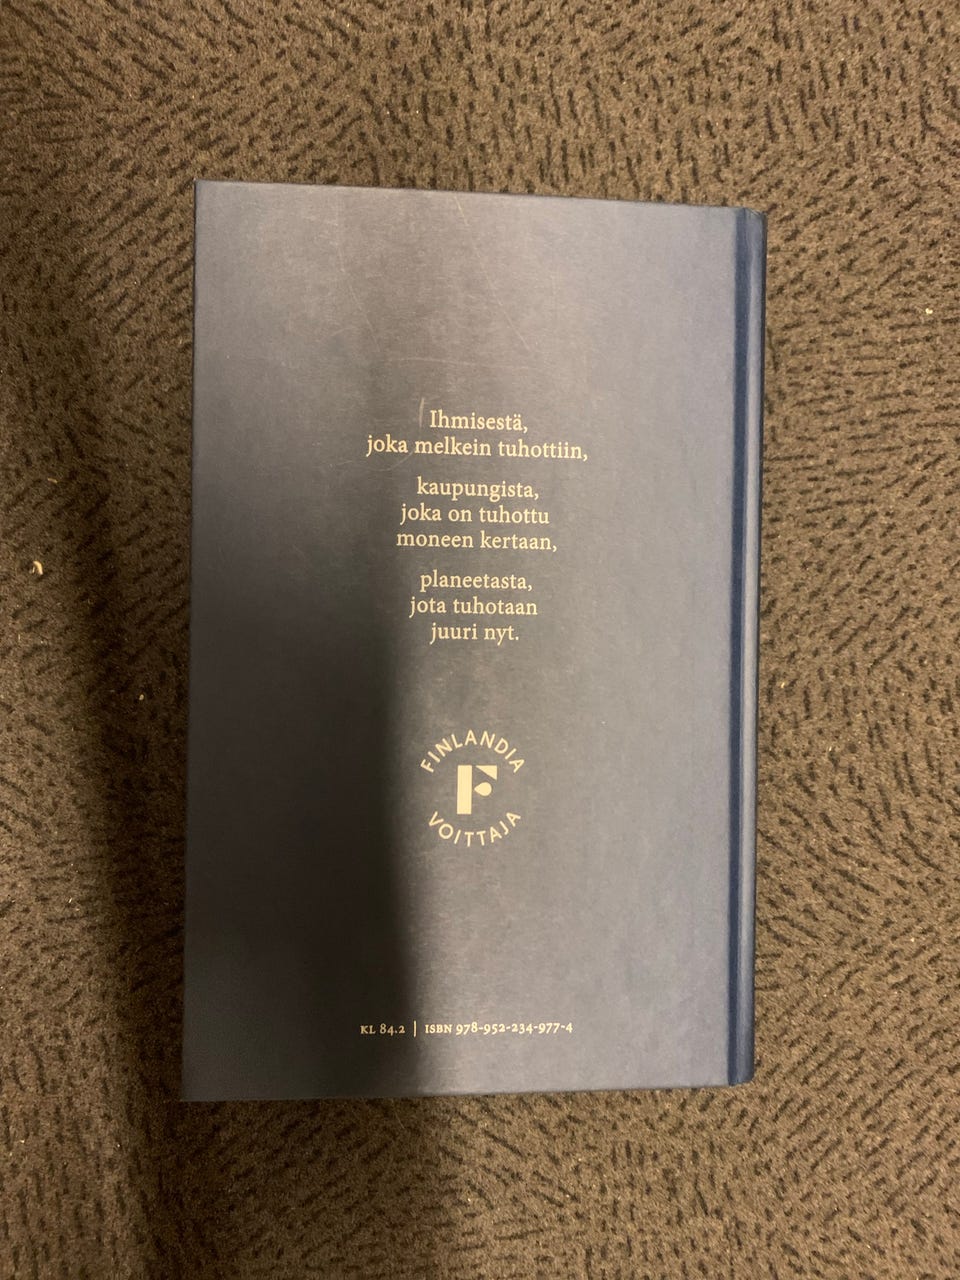 Ihmisestä,
joka melkein tuhottiin,
kaupungista,
joka on tuhottu
moneen kertaan,
planeetasta,
jota tuhotaan
juuri nyt.
FINLANDIA
F
VOITTAJA
KL 84.2 | ISBN 978-952-234-977-4